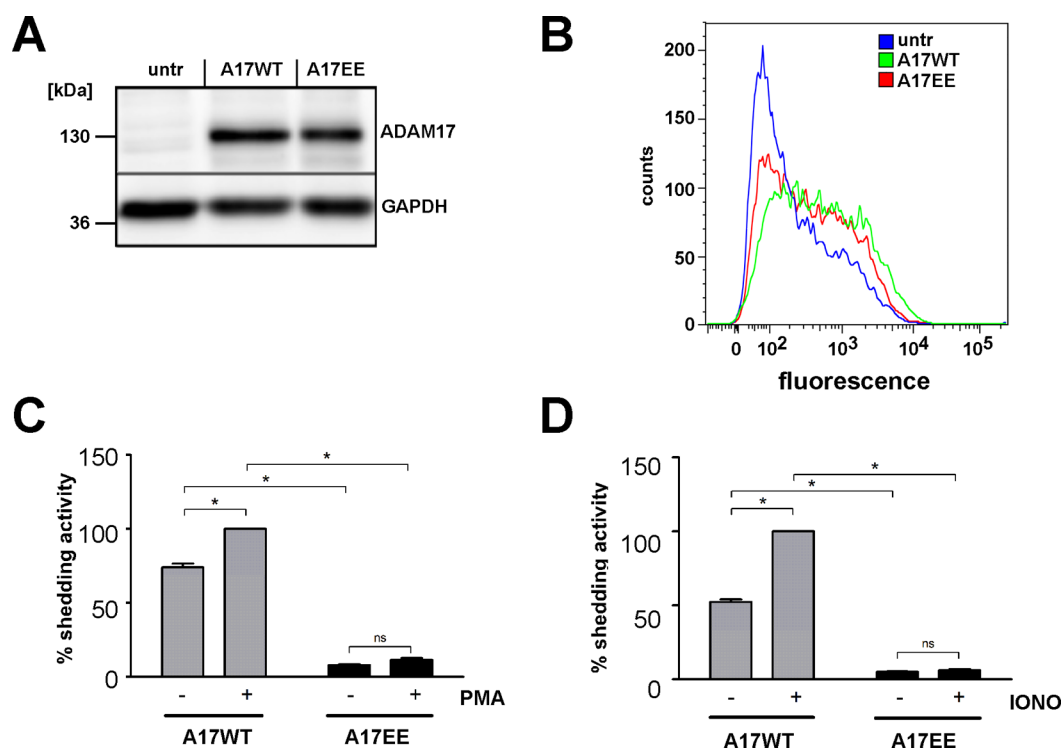 A
untr A17WT A17EE
[kDa]
130 ADAM17
GAPDH
36
B
untr
A17WT
A17EE
200
150
100
50
0
counts
0 10² 10³ 10⁴ 10⁵
fluorescence
C
150
100
50
0
% shedding activity
*
*
*
ns
- + - + PMA
A17WT A17EE
D
150
100
50
0
% shedding activity
*
*
*
ns
- + - + IONO
A17WT A17EE